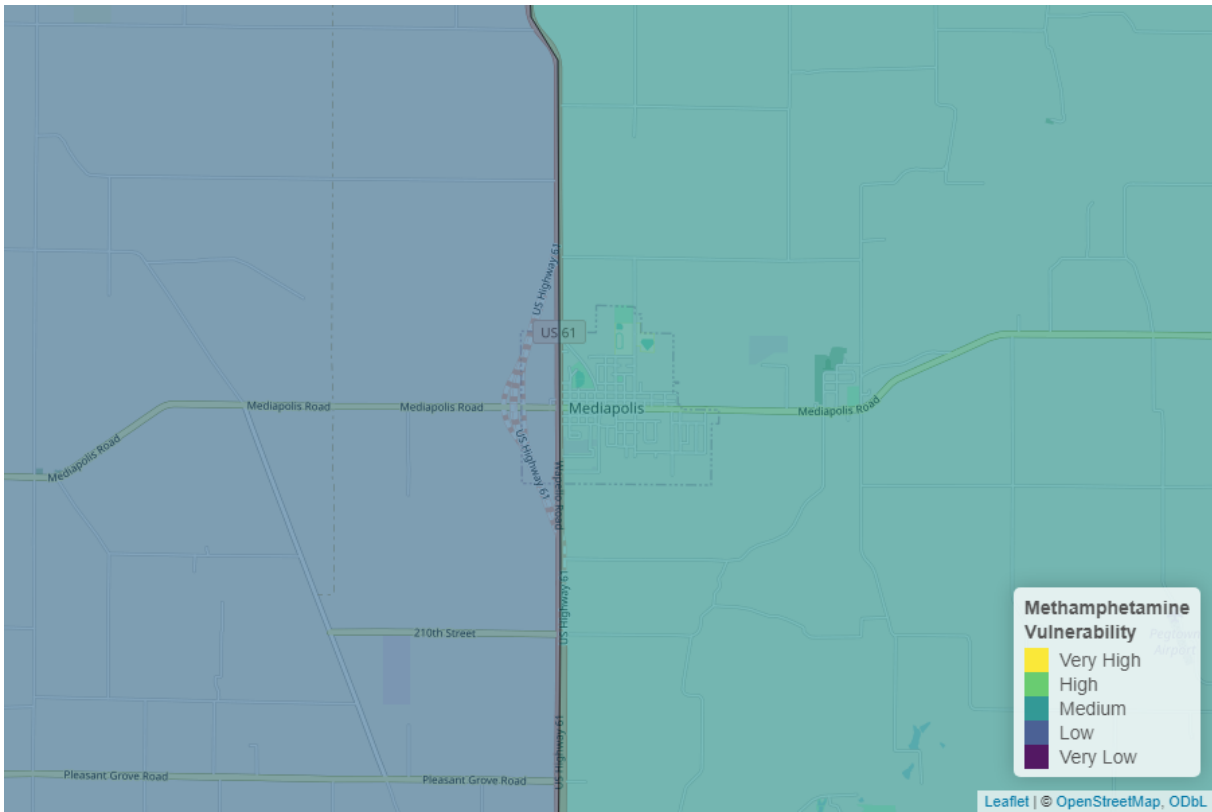 US Highway 61
US 61
Mediapolis Road
Mediapolis Road
Mediapolis
Mediapolis Road
Mediapolis Road
US Highway 61
Wapello Road
US Highway 61
210th Street
US Highway 61
Pleasant Grove Road
Pleasant Grove Road
Methamphetamine
Vulnerability
Very High
High
Medium
Low
Very Low
Pegtown
Airport
Leaflet | © OpenStreetMap, ODbL